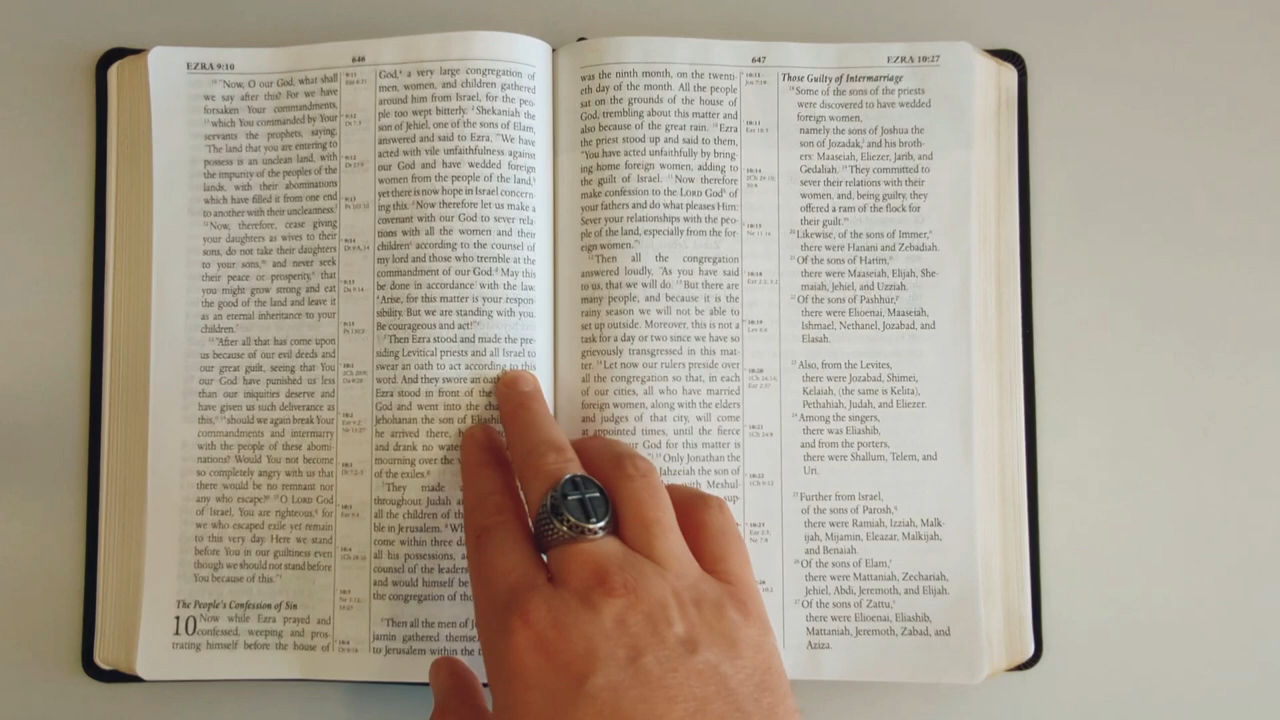 EZRA 9:10
646
"Now, O our God, what shall
we say after this? For we have
forsaken Your commandments,
which You commanded by Your
servants the prophets, saying,
'The land that you are entering to
possess is an unclean land, with
the impurity of the peoples of the
lands, with their abominations
which have filled it from one end
to another with their uncleanness.
Now, therefore, cease giving
your daughters as wives to their
sons, do not take their daughters
to your sons, and never seek
their peace or prosperity, that
you might grow strong and eat
the good of the land and leave it
as an eternal inheritance to your
children.'
"After all that has come upon
us because of our evil deeds and
our great guilt, seeing that You
our God have punished us less
than our iniquities deserve and
have given us such deliverance as
this, should we again break Your
commandments and intermarry
with the people of these abomi-
nations? Would You not become
so completely angry with us that
there would be no remnant nor
any who escape? O LORD God
of Israel, You are righteous, for
we who escaped exile yet remain
to this very day. Here we stand
before You in our guiltiness even
though we should not stand before
You because of this."
The People's Confession of Sin
10 Now while Ezra prayed and
confessed, weeping and pros-
trating himself before the house of
God, a very large congregation of
men, women, and children gathered
around him from Israel, for the peo-
ple too wept bitterly. Shekaniah the
son of Jehiel, one of the sons of Elam,
answered and said to Ezra, "We have
acted with vile unfaithfulness against
our God and have wedded foreign
women from the people of the land,
yet there is now hope in Israel concern-
ing this. Now therefore let us make a
covenant with our God to sever rela-
tions with all the women and their
children according to the counsel of
my lord and those who tremble at the
commandment of our God. May this
be done in accordance with the law.
Arise, for this matter is your respon-
sibility. But we are standing with you.
Be courageous and act!"
Then Ezra stood and made the pre-
siding Levitical priests and all Israel to
swear an oath to act according to this
word. And they swore an oath
Ezra stood in front of the
God and went into the
Jehohanan the son of
he arrived there,
and drank no
mourning over the
of the exiles.
They made
throughout Judah
all the children of
ble in Jerusalem.
come within three
all his possessions,
counsel of the leaders
and would himself be
the congregation of
Then all the men of
jamin gathered
to Jerusalem within the
647
EZRA 10:27
was the ninth month, on the twenti-
eth day of the month. All the people
sat on the grounds of the house of
God, trembling about this matter and
also because of the great rain. Ezra
the priest stood up and said to them,
"You have acted unfaithfully by bring-
ing home foreign women, adding to
the guilt of Israel. Now therefore
make confession to the LORD God of
your fathers and do what pleases Him:
Sever your relationships with the peo-
ple of the land, especially from the for-
eign women."
Then all the congregation
answered loudly, "As you have said
to us, that we will do. But there are
many people, and because it is the
rainy season we will not be able to
set up outside. Moreover, this is not a
task for a day or two since we have so
grievously transgressed in this mat-
ter. Let now our rulers preside over
all the congregation so that, in each
of our cities, all who have married
foreign women, along with the elders
and judges of that city, will come
at appointed times, until the fierce
our God for this matter is
Only Jonathan the
Jahzeiah the son of
with Meshul-
sup-
Those Guilty of Intermarriage
Some of the sons of the priests
were discovered to have wedded
foreign women,
namely the sons of Joshua the
son of Jozadak, and his broth-
ers: Maaseiah, Eliezer, Jarib, and
Gedaliah. They committed to
sever their relations with their
women, and, being guilty, they
offered a ram of the flock for
their guilt.
Likewise, of the sons of Immer,
there were Hanani and Zebadiah.
Of the sons of Harim,
there were Maaseiah, Elijah, She-
maiah, Jehiel, and Uzziah.
Of the sons of Pashhur,
there were Elioenai, Maaseiah,
Ishmael, Nethanel, Jozabad, and
Elasah.
Also, from the Levites,
there were Jozabad, Shimei,
Kelaiah, (the same is Kelita),
Pethahiah, Judah, and Eliezer.
Among the singers,
there was Eliashib,
and from the porters,
there were Shallum, Telem, and
Uri.
Further from Israel,
of the sons of Parosh,
there were Ramiah, Izziah, Malk-
ijah, Mijamin, Eleazar, Malkijah,
and Benaiah.
Of the sons of Elam,
there were Mattaniah, Zechariah,
Jehiel, Abdi, Jeremoth, and Elijah.
Of the sons of Zattu,
there were Elioenai, Eliashib,
Mattaniah, Jeremoth, Zabad, and
Aziza.